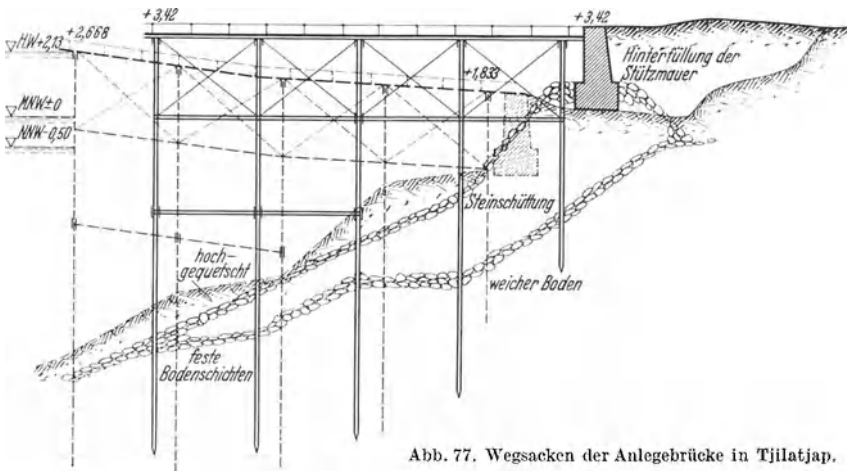 +3,42
+3,42
HW+2,13
+2,668
Hinterfüllung der
Stützmauer
+1,833
MNW±0
NNW-0,50
Steinschüttung
hoch-
gequetscht
weicher Boden
feste
Bodenschichten
Abb. 77. Wegsacken der Anlegebrücke in Tjilatjap.